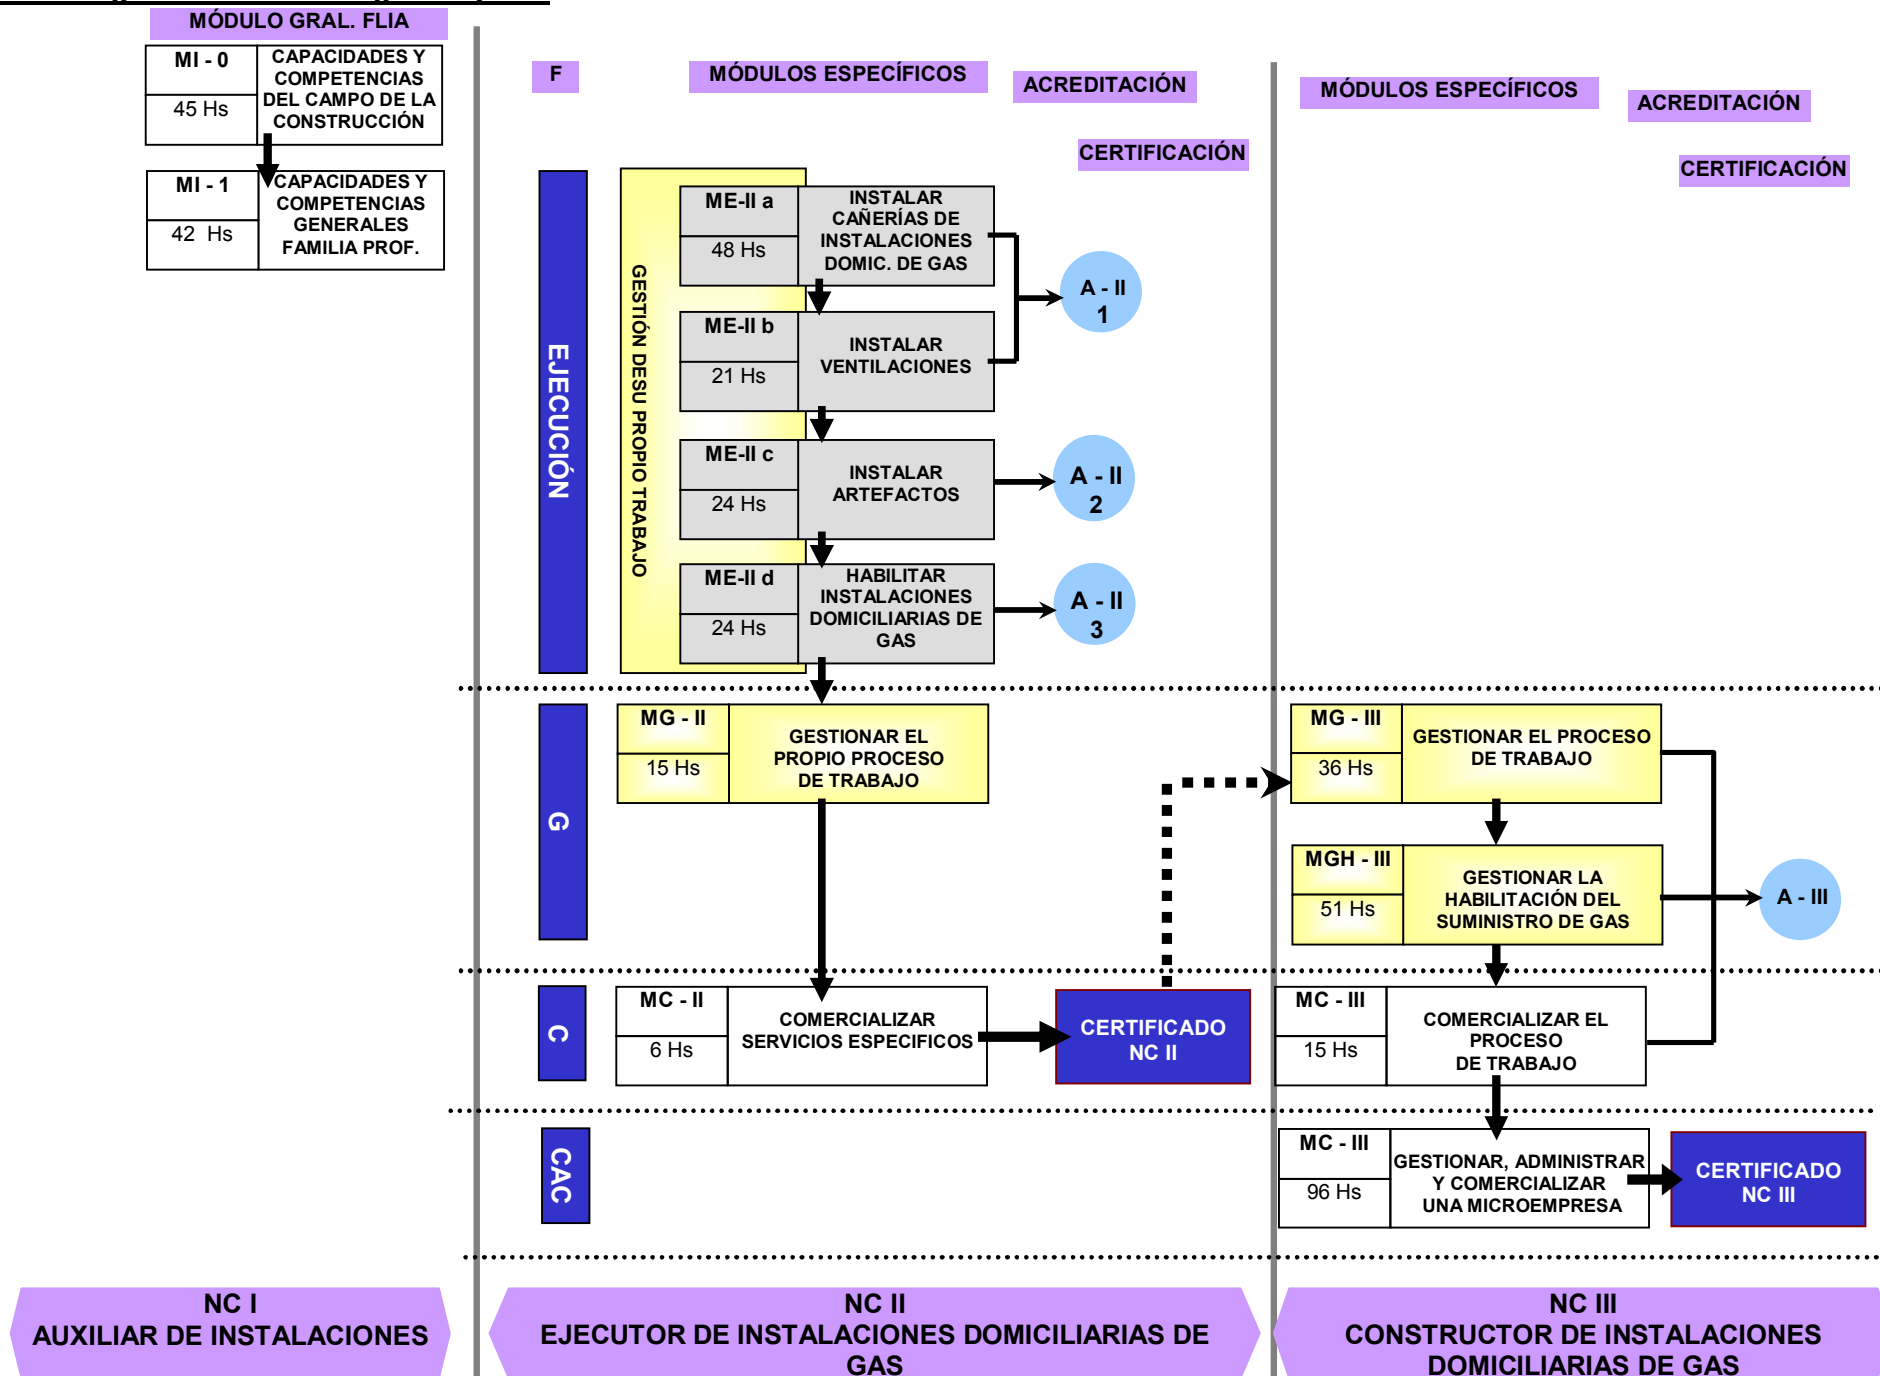 MÓDULO GRAL. FLIA
MI - 0
45 Hs
CAPACIDADES Y
COMPETENCIAS
DEL CAMPO DE LA
CONSTRUCCIÓN
MI - 1
42 Hs
CAPACIDADES Y
COMPETENCIAS
GENERALES
FAMILIA PROF.
F
MÓDULOS ESPECÍFICOS
ACREDITACIÓN
CERTIFICACIÓN
EJECUCIÓN
GESTIÓN DESU PROPIO TRABAJO
ME-II a
48 Hs
INSTALAR
CAÑERÍAS DE
INSTALACIONES
DOMIC. DE GAS
ME-II b
21 Hs
INSTALAR
VENTILACIONES
A - II
1
ME-II c
24 Hs
INSTALAR
ARTEFACTOS
A - II
2
ME-II d
24 Hs
HABILITAR
INSTALACIONES
DOMICILIARIAS DE
GAS
A - II
3
G
MG - II
15 Hs
GESTIONAR EL
PROPIO PROCESO
DE TRABAJO
C
MC - II
6 Hs
COMERCIALIZAR
SERVICIOS ESPECIFICOS
CERTIFICADO
NC II
CAC
MÓDULOS ESPECÍFICOS
ACREDITACIÓN
CERTIFICACIÓN
MG - III
36 Hs
GESTIONAR EL PROCESO
DE TRABAJO
MGH - III
51 Hs
GESTIONAR LA
HABILITACIÓN DEL
SUMINISTRO DE GAS
A - III
MC - III
15 Hs
COMERCIALIZAR EL
PROCESO
DE TRABAJO
MC - III
96 Hs
GESTIONAR, ADMINISTRAR
Y COMERCIALIZAR
UNA MICROEMPRESA
CERTIFICADO
NC III
NC I
AUXILIAR DE INSTALACIONES
NC II
EJECUTOR DE INSTALACIONES DOMICILIARIAS DE
GAS
NC III
CONSTRUCTOR DE INSTALACIONES
DOMICILIARIAS DE GAS